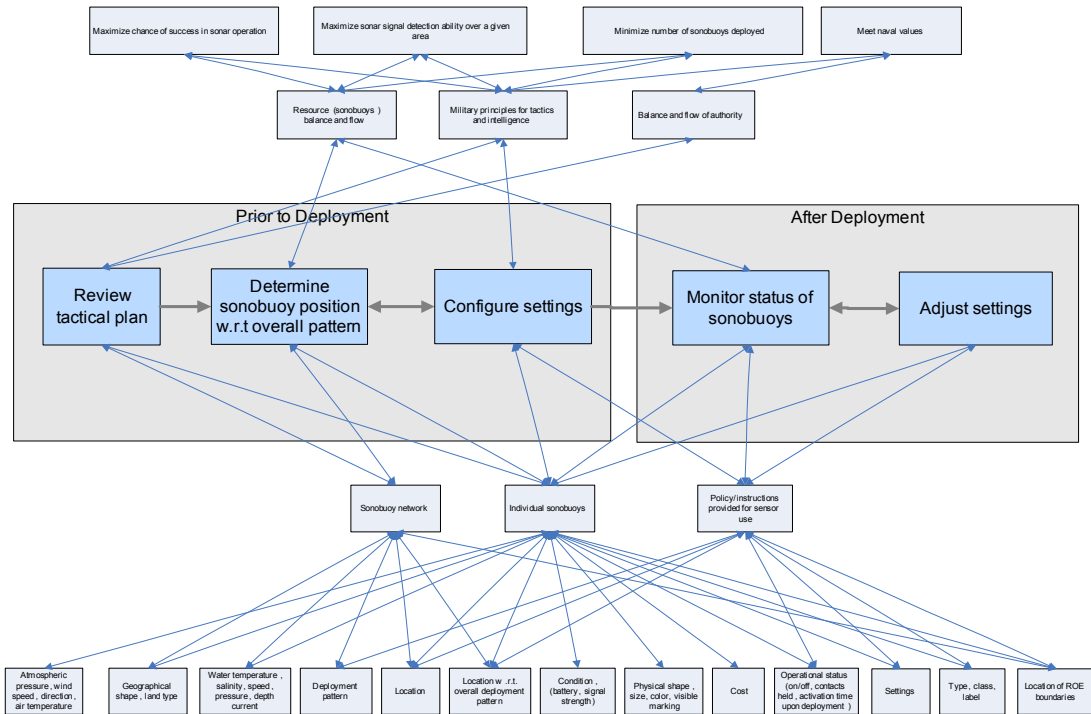 Maximize chance of success in sonar operation
Maximize sonar signal detection ability over a given
area
Minimize number of sonobuoys deployed
Meet naval values
Resource (sonobuoys )
balance and flow
Military principles for tactics
and intelligence
Balance and flow of authority
Prior to Deployment
After Deployment
Review
tactical plan
Determine
sonobuoy position
w.r.t overall pattern
Configure settings
Monitor status of
sonobuoys
Adjust settings
Sonobuoy network
Individual sonobuoys
Policy/instructions
provided for sensor
use
Atmospheric
pressure , wind
speed , direction ,
air temperature
Geographical
shape , land type
Water temperature ,
salinity, speed ,
pressure , depth
current
Deployment
pattern
Location
Location w .r.t.
overall deployment
pattern
Condition ,
(battery , signal
strength )
Physical shape ,
size, color, visible
marking
Cost
Operational status
(on/off, contacts
held , activation time
upon deployment )
Settings
Type, class,
label
Location of ROE
boundaries